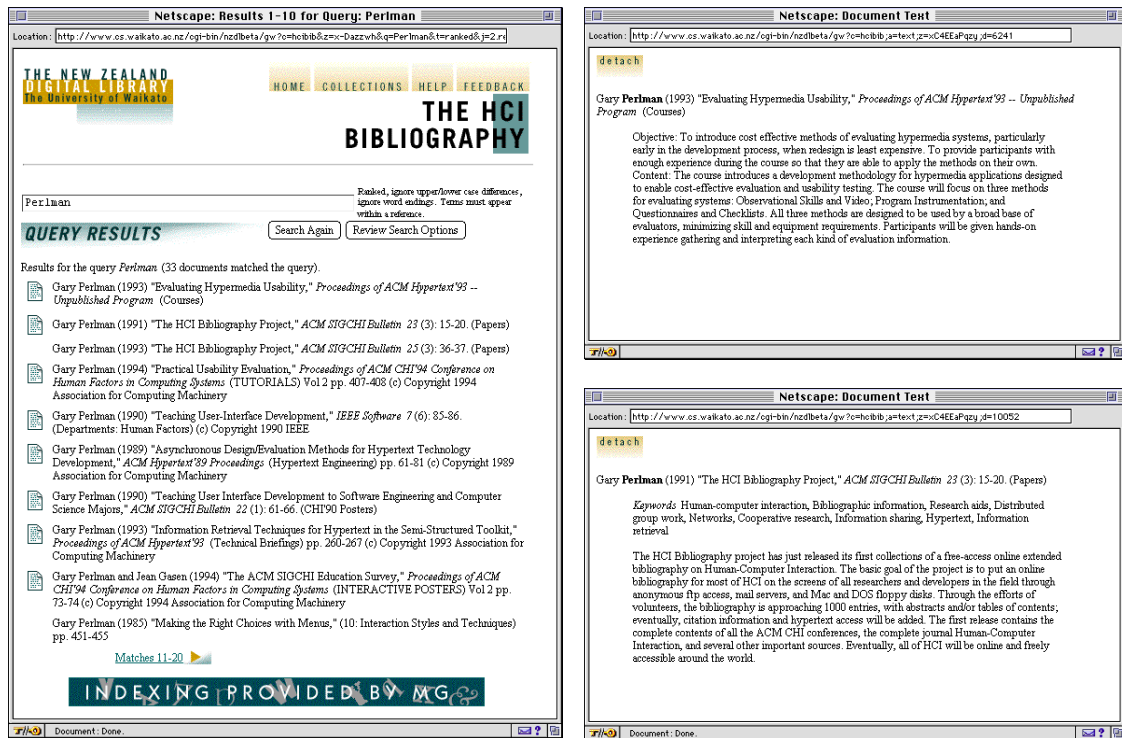 Netscape: Results 1-10 for Query: Perlman
Location: http://www.cs.waikato.ac.nz/cgi-bin/nzdlbeta/gw?c=hcibib&z=x-Dazzwh&q=Perlman&t=ranked&j=2.re
THE NEW ZEALAND
DIGITAL LIBRARY
The University of Waikato
HOME COLLECTIONS HELP FEEDBACK
THE HCI
BIBLIOGRAPHY
Perlman
Ranked, ignore upper/lower case differences,
ignore word endings. Terms must appear
within a reference.
QUERY RESULTS
Search Again
Review Search Options
Results for the query Perlman (33 documents matched the query).
Gary Perlman (1993) "Evaluating Hypermedia Usability," Proceedings of ACM Hypertext'93 --
Unpublished Program (Courses)
Gary Perlman (1991) "The HCI Bibliography Project," ACM SIGCHI Bulletin 23 (3): 15-20. (Papers)
Gary Perlman (1993) "The HCI Bibliography Project," ACM SIGCHI Bulletin 25 (3): 36-37. (Papers)
Gary Perlman (1994) "Practical Usability Evaluation," Proceedings of ACM CHI'94 Conference on
Human Factors in Computing Systems (TUTORIALS) Vol 2 pp. 407-408 (c) Copyright 1994
Association for Computing Machinery
Gary Perlman (1990) "Teaching User-Interface Development," IEEE Software 7 (6): 85-86.
(Departments: Human Factors) (c) Copyright 1990 IEEE
Gary Perlman (1989) "Asynchronous Design/Evaluation Methods for Hypertext Technology
Development," ACM Hypertext'89 Proceedings (Hypertext Engineering) pp. 61-81 (c) Copyright 1989
Association for Computing Machinery
Gary Perlman (1990) "Teaching User Interface Development to Software Engineering and Computer
Science Majors," ACM SIGCHI Bulletin 22 (1): 61-66. (CHI'90 Posters)
Gary Perlman (1993) "Information Retrieval Techniques for Hypertext in the Semi-Structured Toolkit,"
Proceedings of ACM Hypertext'93 (Technical Briefings) pp. 260-267 (c) Copyright 1993 Association for
Computing Machinery
Gary Perlman and Jean Gasen (1994) "The ACM SIGCHI Education Survey," Proceedings of ACM
CHI'94 Conference on Human Factors in Computing Systems (INTERACTIVE POSTERS) Vol 2 pp.
73-74 (c) Copyright 1994 Association for Computing Machinery
Gary Perlman (1985) "Making the Right Choices with Menus," (10: Interaction Styles and Techniques)
pp. 451-455
Matches 11-20
INDEXING PROVIDED BY MG
Document: Done.
Netscape: Document Text
Location: http://www.cs.waikato.ac.nz/cgi-bin/nzdlbeta/gw?c=hcibib;a=text;z=xC4EEaPqzy;d=6241
detach
Gary Perlman (1993) "Evaluating Hypermedia Usability," Proceedings of ACM Hypertext'93 -- Unpublished
Program (Courses)
Objective: To introduce cost effective methods of evaluating hypermedia systems, particularly
early in the development process, when redesign is least expensive. To provide participants with
enough experience during the course so that they are able to apply the methods on their own.
Content: The course introduces a development methodology for hypermedia applications designed
to enable cost-effective evaluation and usability testing. The course will focus on three methods
for evaluating systems: Observational Skills and Video; Program Instrumentation; and
Questionnaires and Checklists. All three methods are designed to be used by a broad base of
evaluators, minimizing skill and equipment requirements. Participants will be given hands-on
experience gathering and interpreting each kind of evaluation information.
Netscape: Document Text
Location: http://www.cs.waikato.ac.nz/cgi-bin/nzdlbeta/gw?c=hcibib;a=text;z=xC4EEaPqzy;d=10052
detach
Gary Perlman (1991) "The HCI Bibliography Project," ACM SIGCHI Bulletin 23 (3): 15-20. (Papers)
Keywords Human-computer interaction, Bibliographic information, Research aids, Distributed
group work, Networks, Cooperative research, Information sharing, Hypertext, Information
retrieval
The HCI Bibliography project has just released its first collections of a free-access online extended
bibliography on Human-Computer Interaction. The basic goal of the project is to put an online
bibliography for most of HCI on the screens of all researchers and developers in the field through
anonymous ftp access, mail servers, and Mac and DOS floppy disks. Through the efforts of
volunteers, the bibliography is approaching 1000 entries, with abstracts and/or tables of contents;
eventually, citation information and hypertext access will be added. The first release contains the
complete contents of all the ACM CHI conferences, the complete journal Human-Computer
Interaction, and several other important sources. Eventually, all of HCI will be online and freely
accessible around the world.
Document: Done.